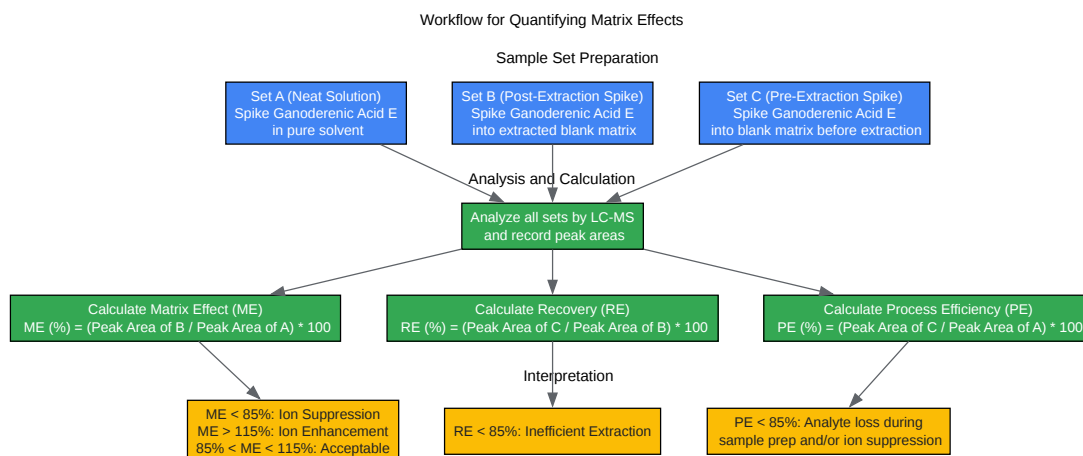 Workflow for Quantifying Matrix Effects
Sample Set Preparation
Set A (Neat Solution)
Spike Ganoderenic Acid E
in pure solvent
Set B (Post-Extraction Spike)
Spike Ganoderenic Acid E
into extracted blank matrix
Set C (Pre-Extraction Spike)
Spike Ganoderenic Acid E
into blank matrix before extraction
Analysis and Calculation
Analyze all sets by LC-MS
and record peak areas
Calculate Matrix Effect (ME)
ME (%) = (Peak Area of B / Peak Area of A) * 100
Calculate Recovery (RE)
RE (%) = (Peak Area of C / Peak Area of B) * 100
Calculate Process Efficiency (PE)
PE (%) = (Peak Area of C / Peak Area of A) * 100
Interpretation
ME < 85%: Ion Suppression
ME > 115%: Ion Enhancement
85% < ME < 115%: Acceptable
RE < 85%: Inefficient Extraction
PE < 85%: Analyte loss during
sample prep and/or ion suppression